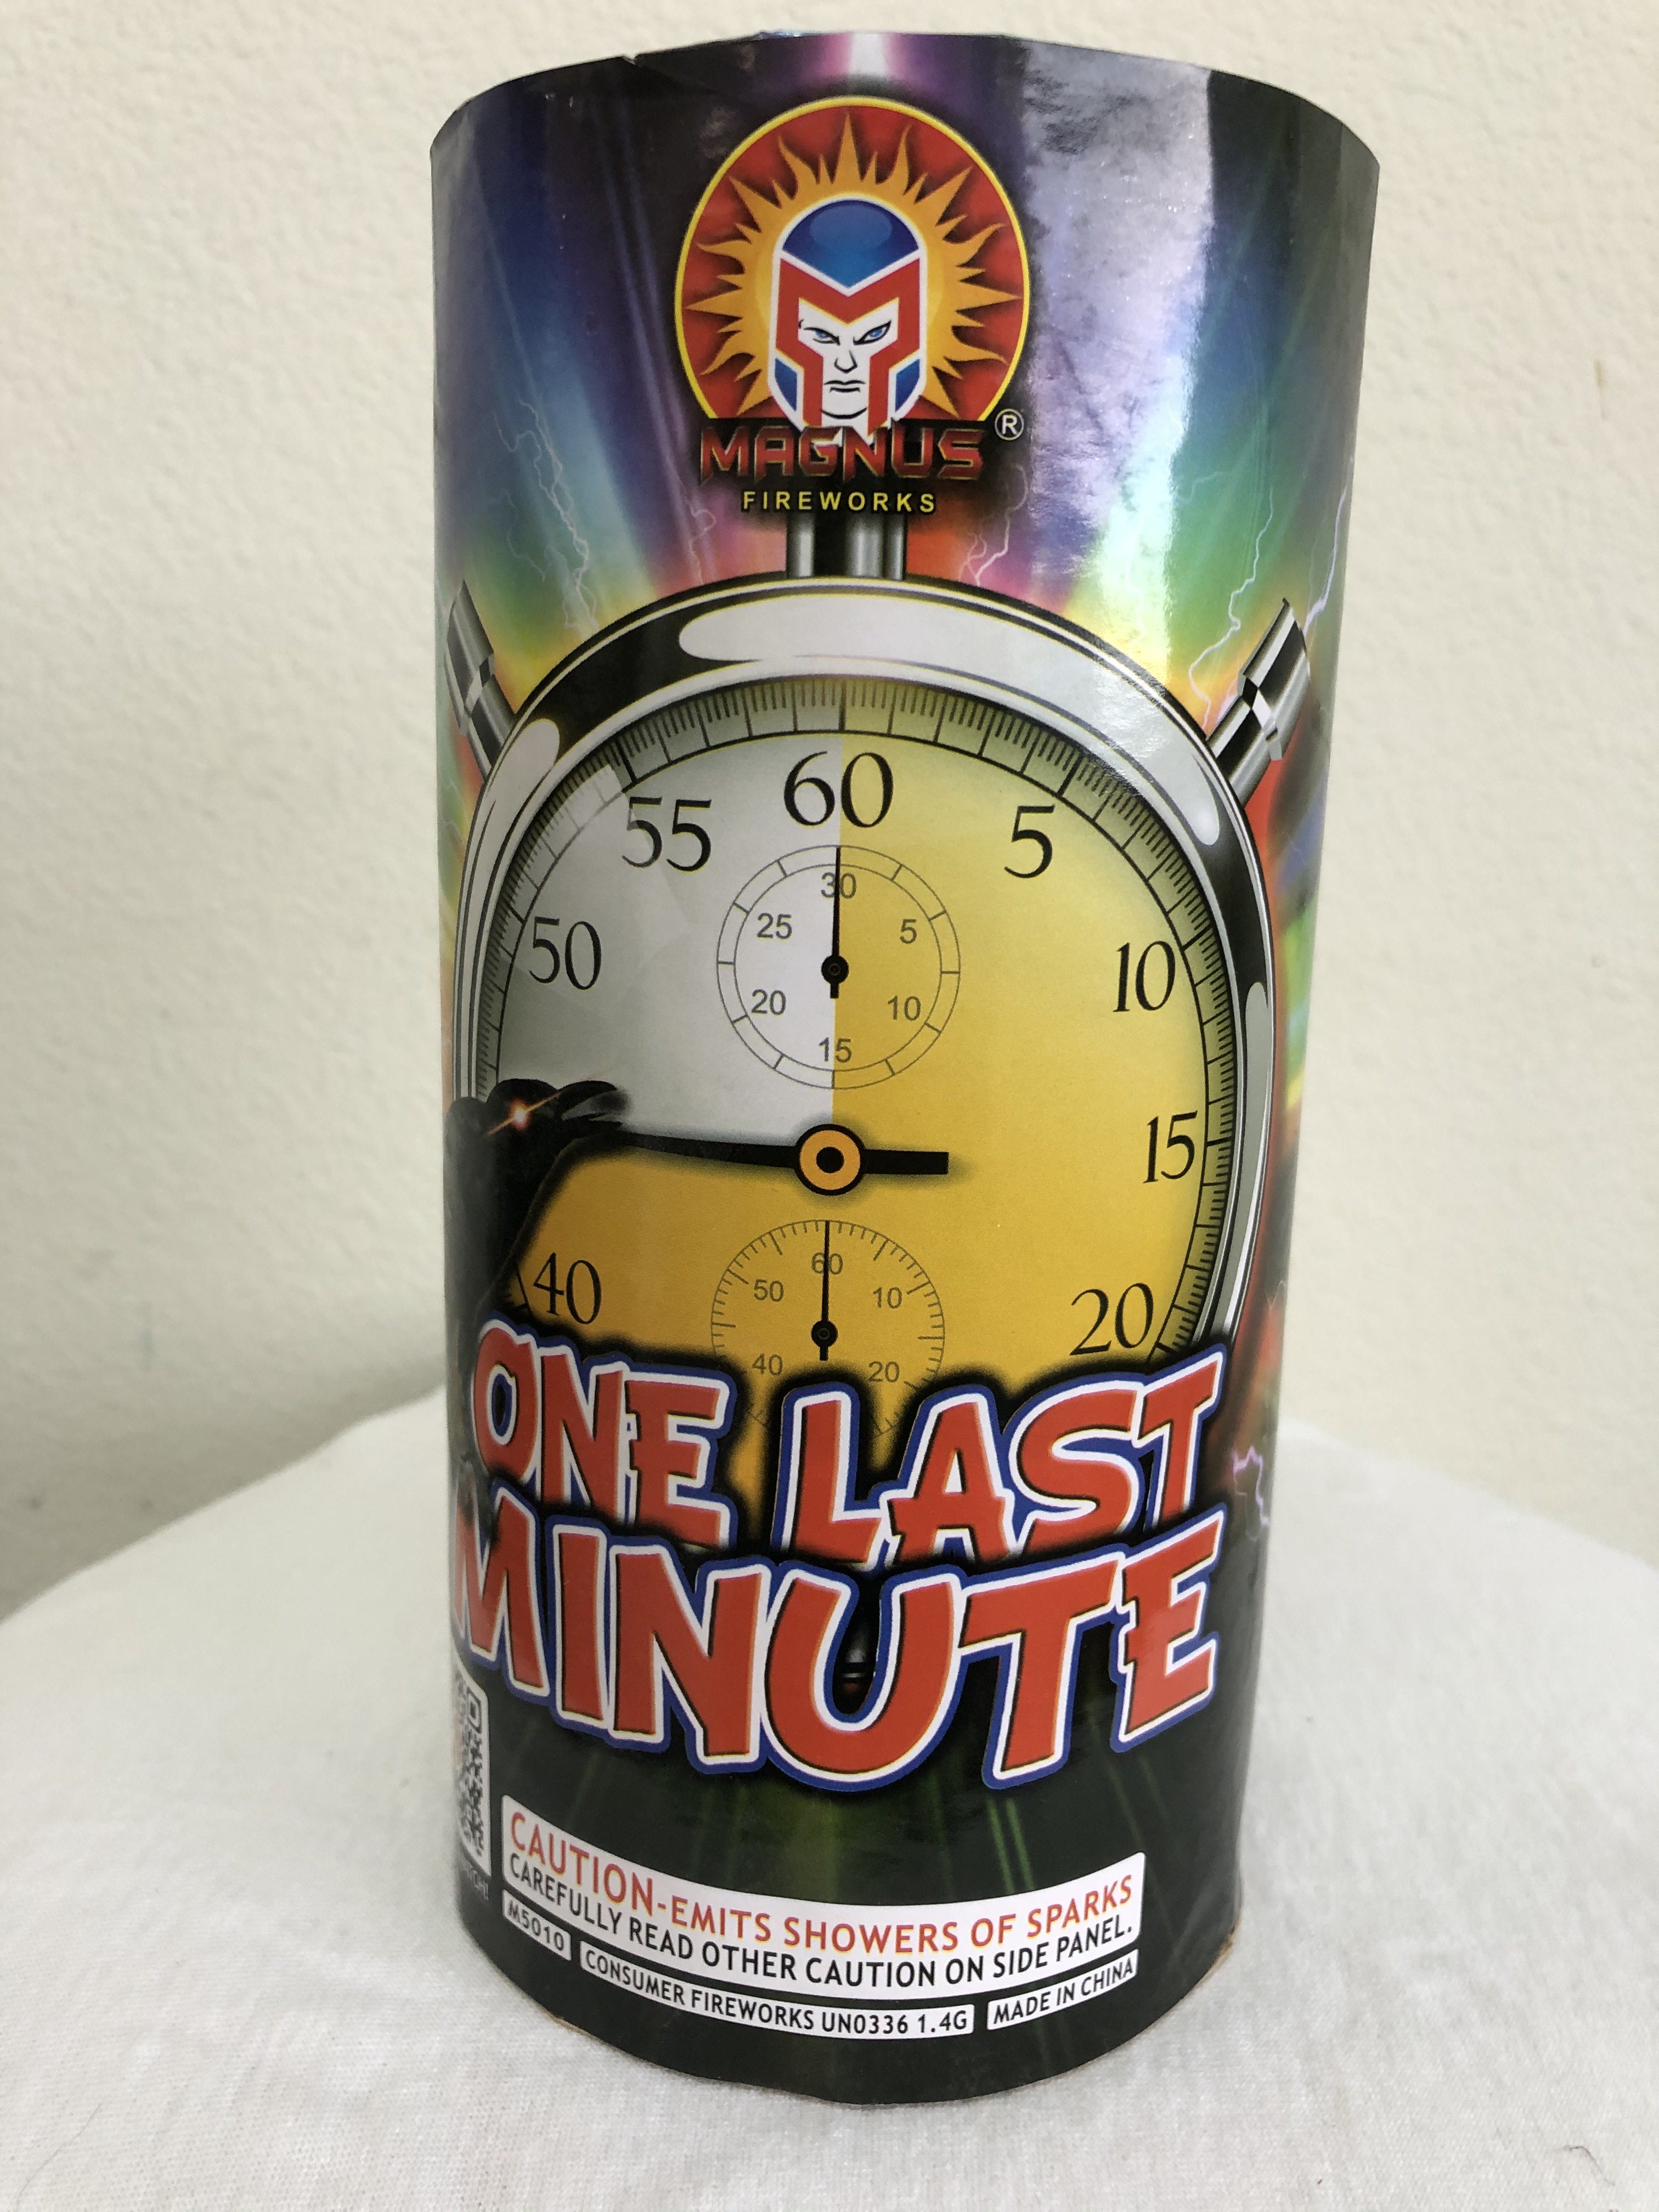 MAGNUS®
FIREWORKS
60
55
5
50
10
15
40
20
30
25
5
20
10
15
60
50
10
40
20
ONE LAST
MINUTE
CAUTION-EMITS SHOWERS OF SPARKS
CAREFULLY READ OTHER CAUTION ON SIDE PANEL.
M5010
CONSUMER FIREWORKS UN0336 1.4G
MADE IN CHINA